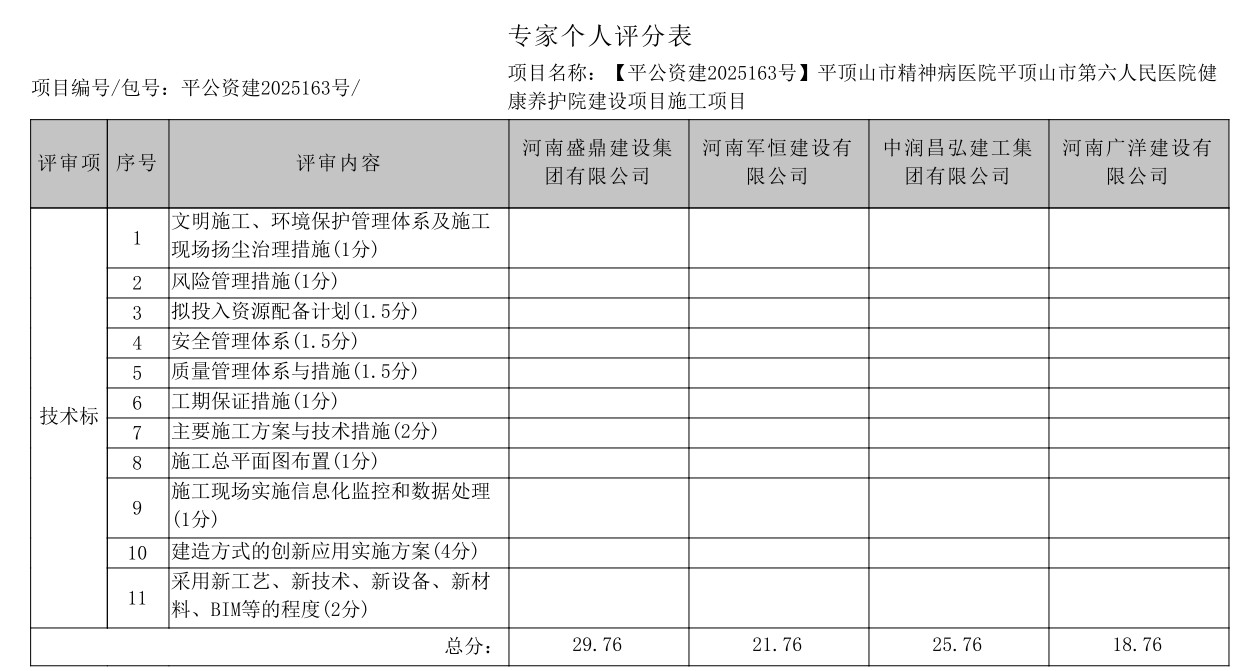 专家个人评分表
项目编号/包号：平公资建2025163号/
项目名称：【平公资建2025163号】平顶山市精神病医院平顶山市第六人民医院健
康养护院建设项目施工项目
评审项 序号 评审内容 河南盛鼎建设集 河南军恒建设有 中润昌弘建工集 河南广洋建设有
团有限公司 限公司 团有限公司 限公司
技术标
1 文明施工、环境保护管理体系及施工
现场扬尘治理措施(1分)
2 风险管理措施(1分)
3 拟投入资源配备计划(1.5分)
4 安全管理体系(1.5分)
5 质量管理体系与措施(1.5分)
6 工期保证措施(1分)
7 主要施工方案与技术措施(2分)
8 施工总平面图布置(1分)
9 施工现场实施信息化监控和数据处理
(1分)
10 建造方式的创新应用实施方案(4分)
11 采用新工艺、新技术、新设备、新材
料、BIM等的程度(2分)
总分： 29.76 21.76 25.76 18.76